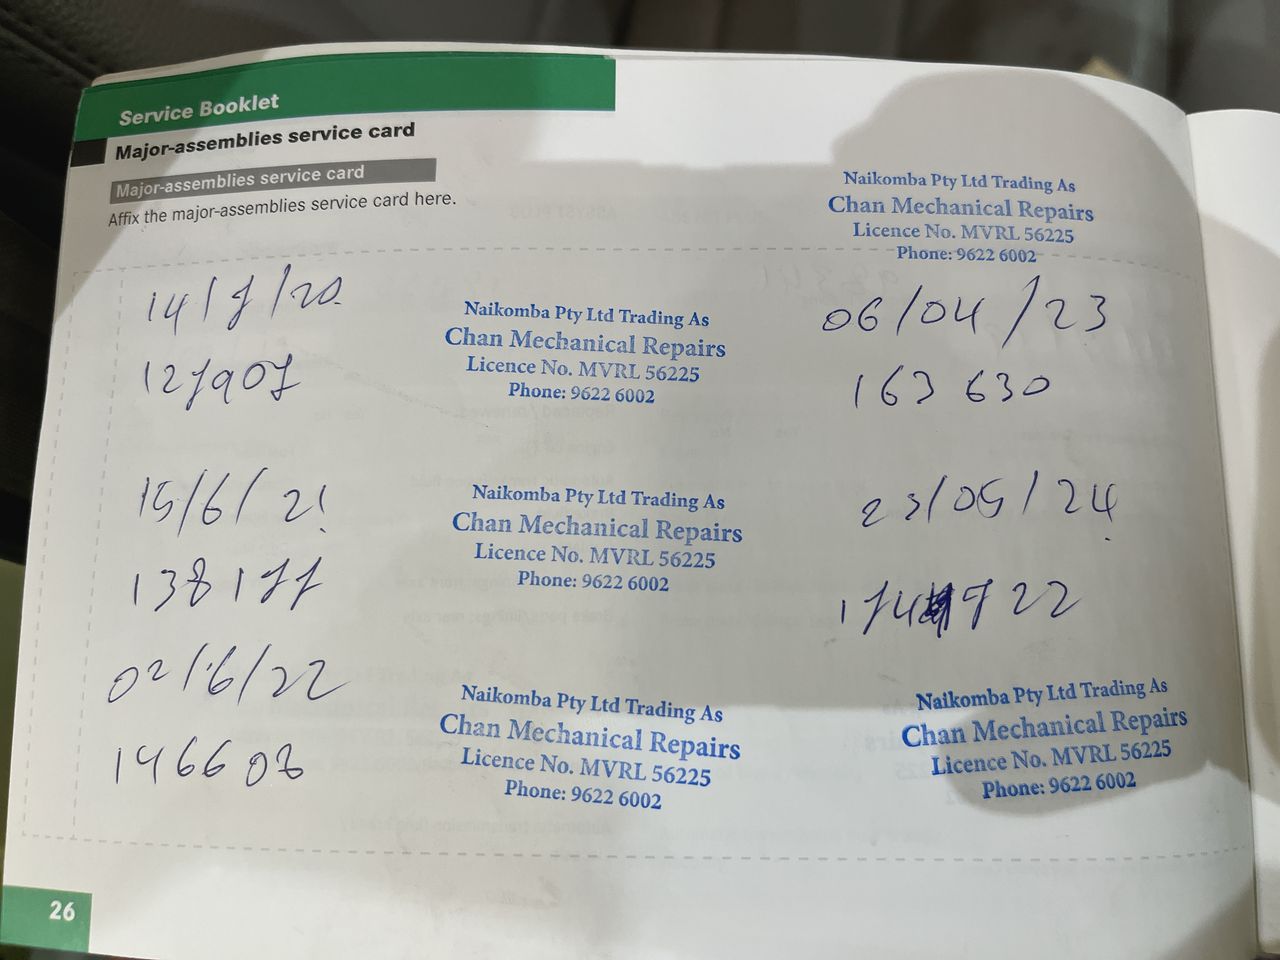 Service Booklet
Major-assemblies service card
Major-assemblies service card
Affix the major-assemblies service card here.
14/7/20
127907
Naikomba Pty Ltd Trading As
Chan Mechanical Repairs
Licence No. MVRL 56225
Phone: 9622 6002
15/6/21
138177
Naikomba Pty Ltd Trading As
Chan Mechanical Repairs
Licence No. MVRL 56225
Phone: 9622 6002
02/6/22
146608
Naikomba Pty Ltd Trading As
Chan Mechanical Repairs
Licence No. MVRL 56225
Phone: 9622 6002
Naikomba Pty Ltd Trading As
Chan Mechanical Repairs
Licence No. MVRL 56225
Phone: 9622 6002
06/04/23
163 630
23/05/24
Naikomba Pty Ltd Trading As
Chan Mechanical Repairs
Licence No. MVRL 56225
Phone: 9622 6002
26